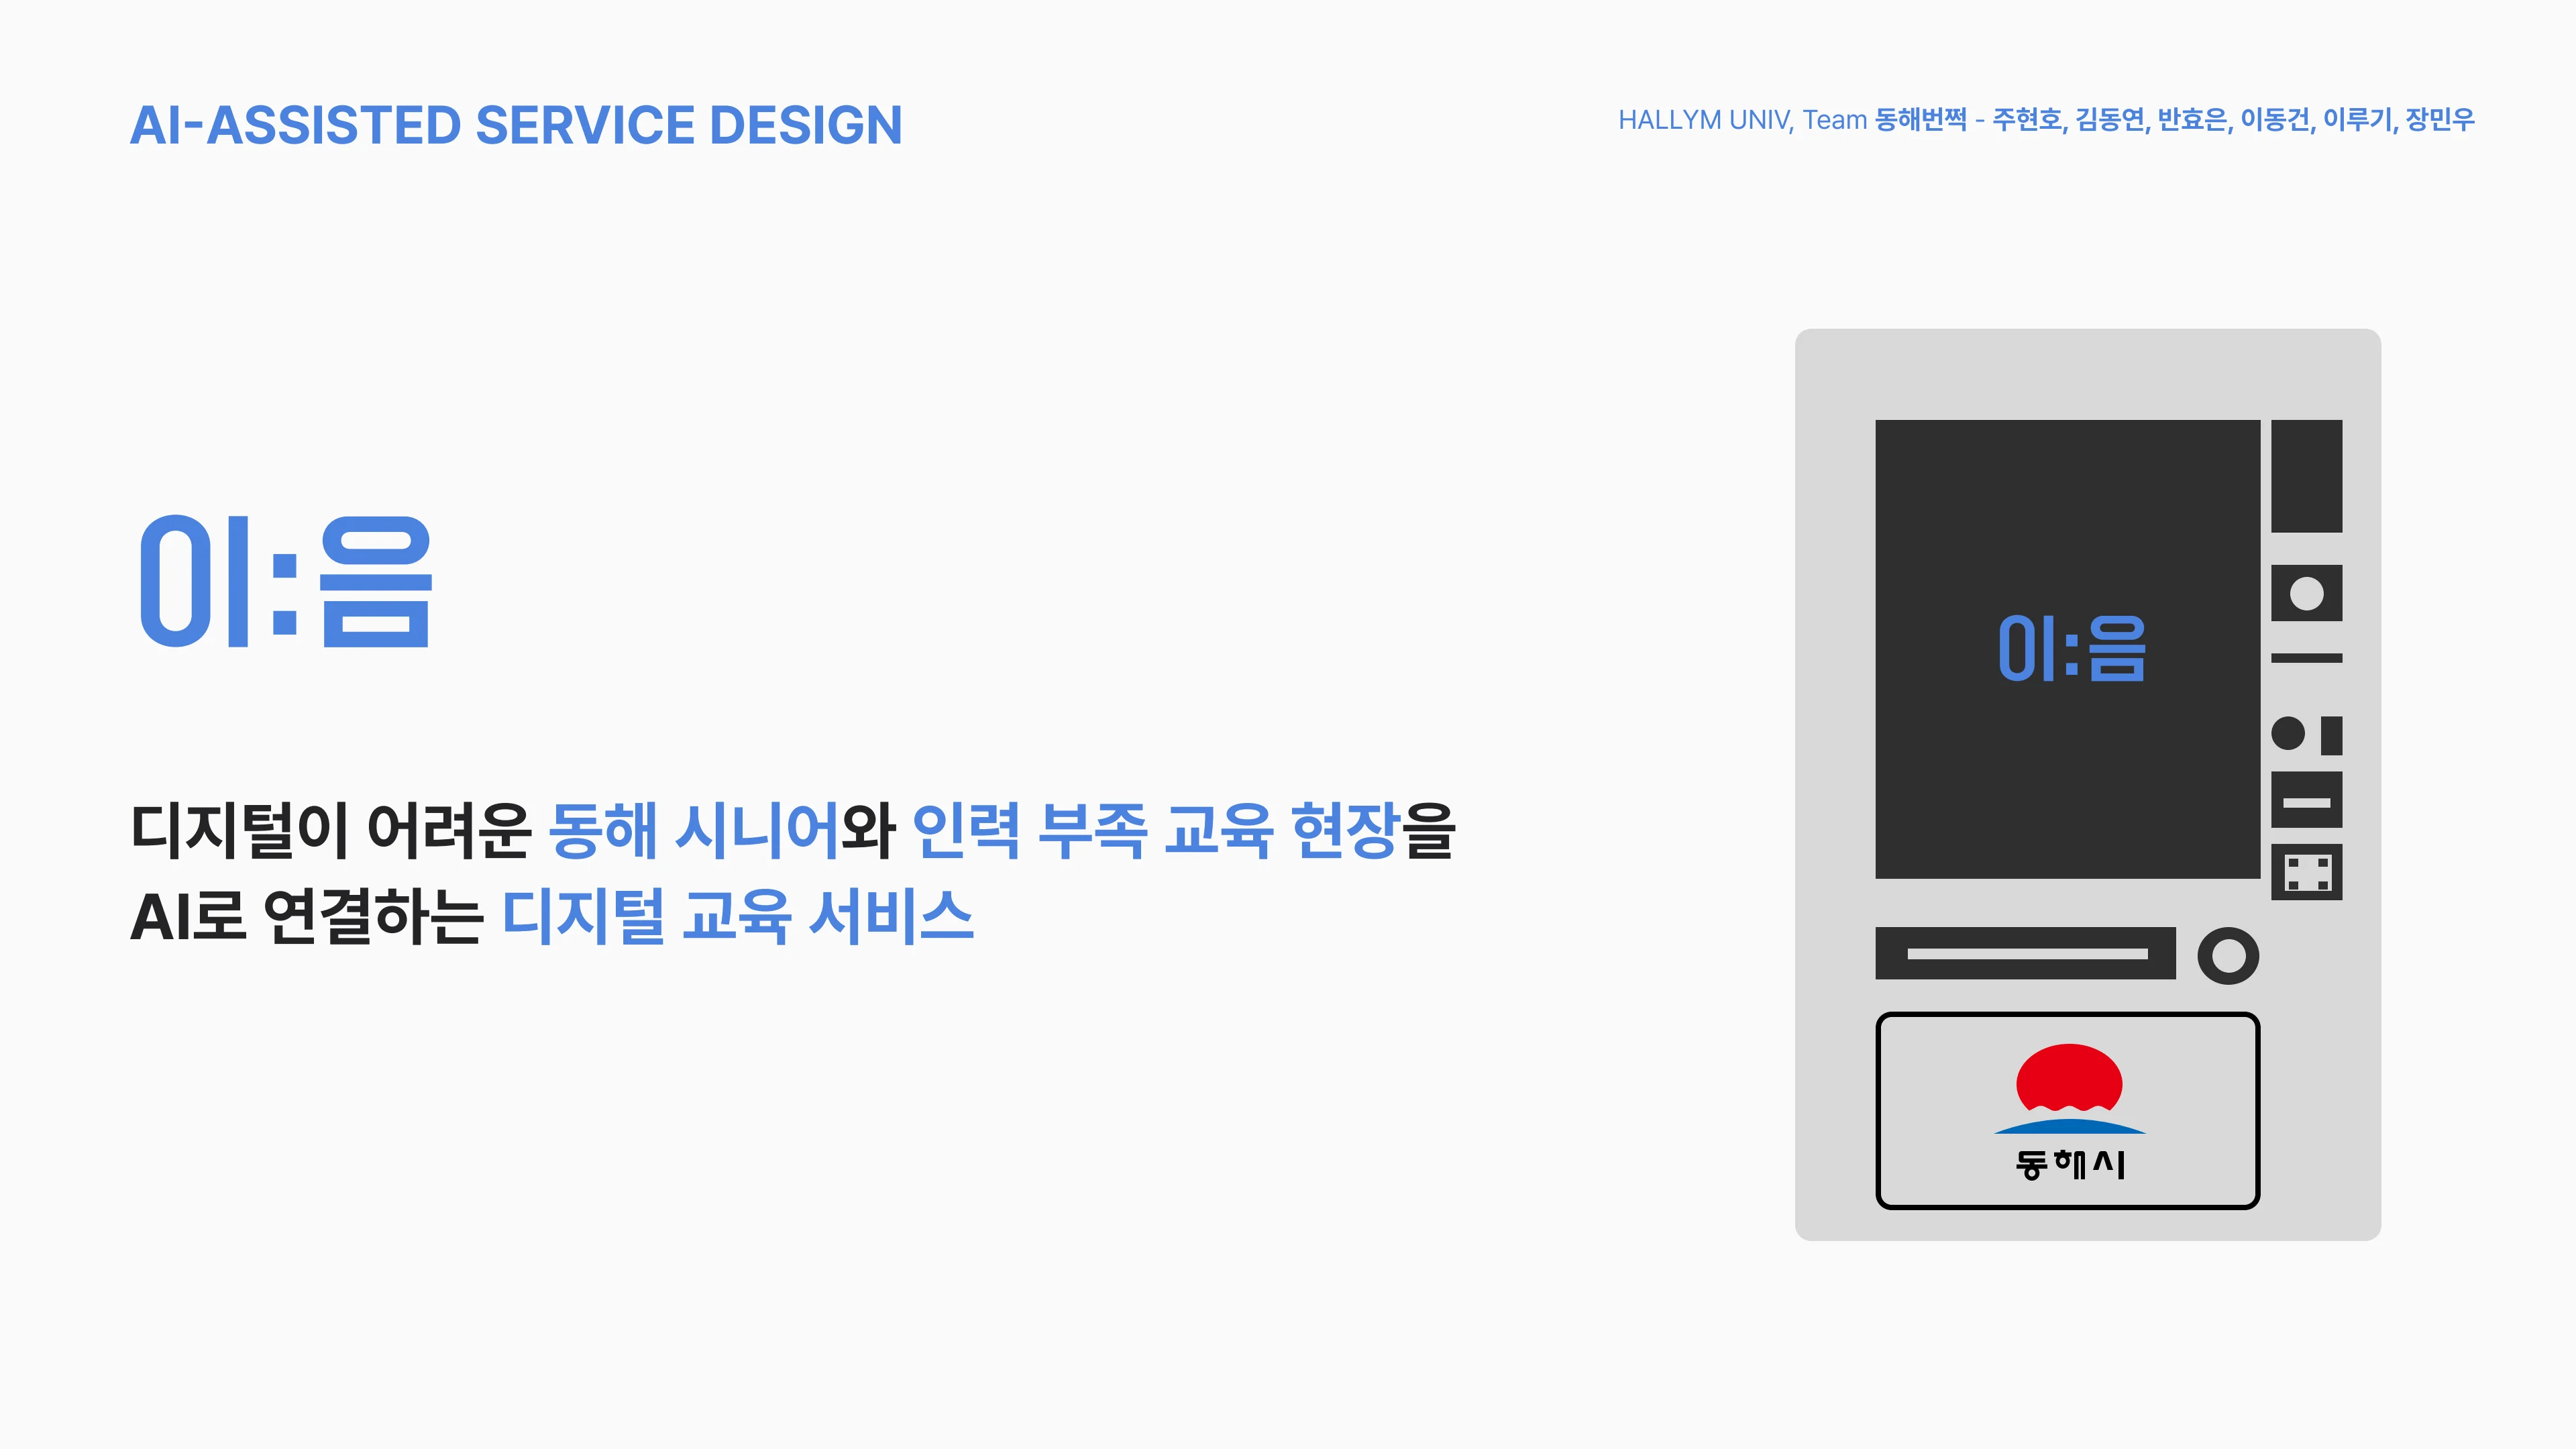 AI-ASSISTED SERVICE DESIGN
HALLYM UNIV, Team 동해번쩍 - 주현호, 김동연, 반효은, 이동건, 이루기, 장민우
이:음
디지털이 어려운 동해 시니어와 인력 부족 교육 현장을
AI로 연결하는 디지털 교육 서비스
이:음
동해시